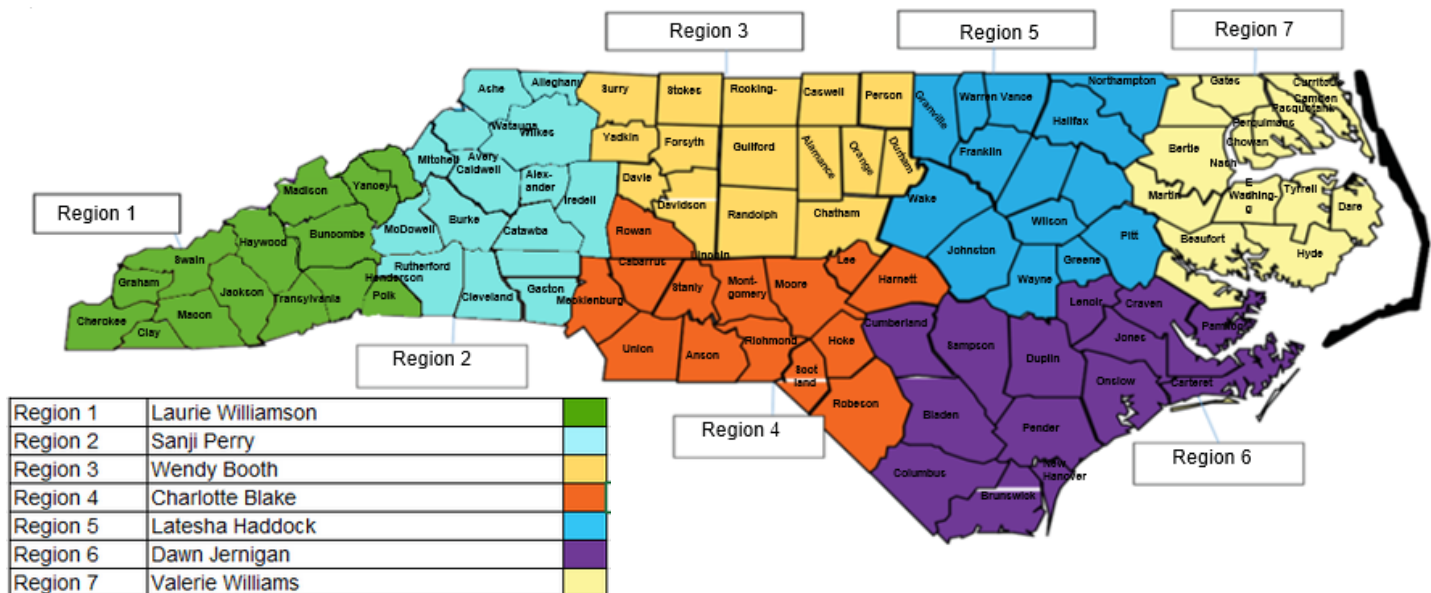 Region 3
Region 5
Region 7
Region 1
Region 2
Region 4
Region 6
Ashe
Alleghany
Surry
Stokes
Rooking-
Caswell
Person
Granville
Warren Vance
Northampton
Gates
Currituck
Camden
Pasquotank
Perquimans
Chowan
Watauga
Wilkes
Yadkin
Forsyth
Guilford
Alamance
Orange
Durham
Franklin
Halifax
Bertie
Nash
E
Mitchell
Avery
Caldwell
Alex-
ander
Iredell
Davie
Davidson
Randolph
Chatham
Wake
Wilson
Martin
Washing-
g
Tyrrell
Dare
Madison
Yancey
Buncombe
Haywood
MoDowell
Burke
Catawba
Rowan
Johnston
Wayne
Greene
Pitt
Beaufort
Hyde
Swain
Graham
Jackson
Macon
Cherokee
Clay
Transylvania
Henderson
Polk
Rutherford
Cleveland
Gaston
Lincoln
Mecklenburg
Cabarrus
Stanly
Mont-
gomery
Moore
Lee
Harnett
Union
Anson
Richmond
Soot
land
Hoke
Robeson
Cumberland
Sampson
Duplin
Lenoir
Craven
Jones
Pamlico
Onslow
Carteret
Bladen
Pender
Columbus
Brunswick
New
Hanover
Region 1 Laurie Williamson
Region 2 Sanji Perry
Region 3 Wendy Booth
Region 4 Charlotte Blake
Region 5 Latesha Haddock
Region 6 Dawn Jernigan
Region 7 Valerie Williams